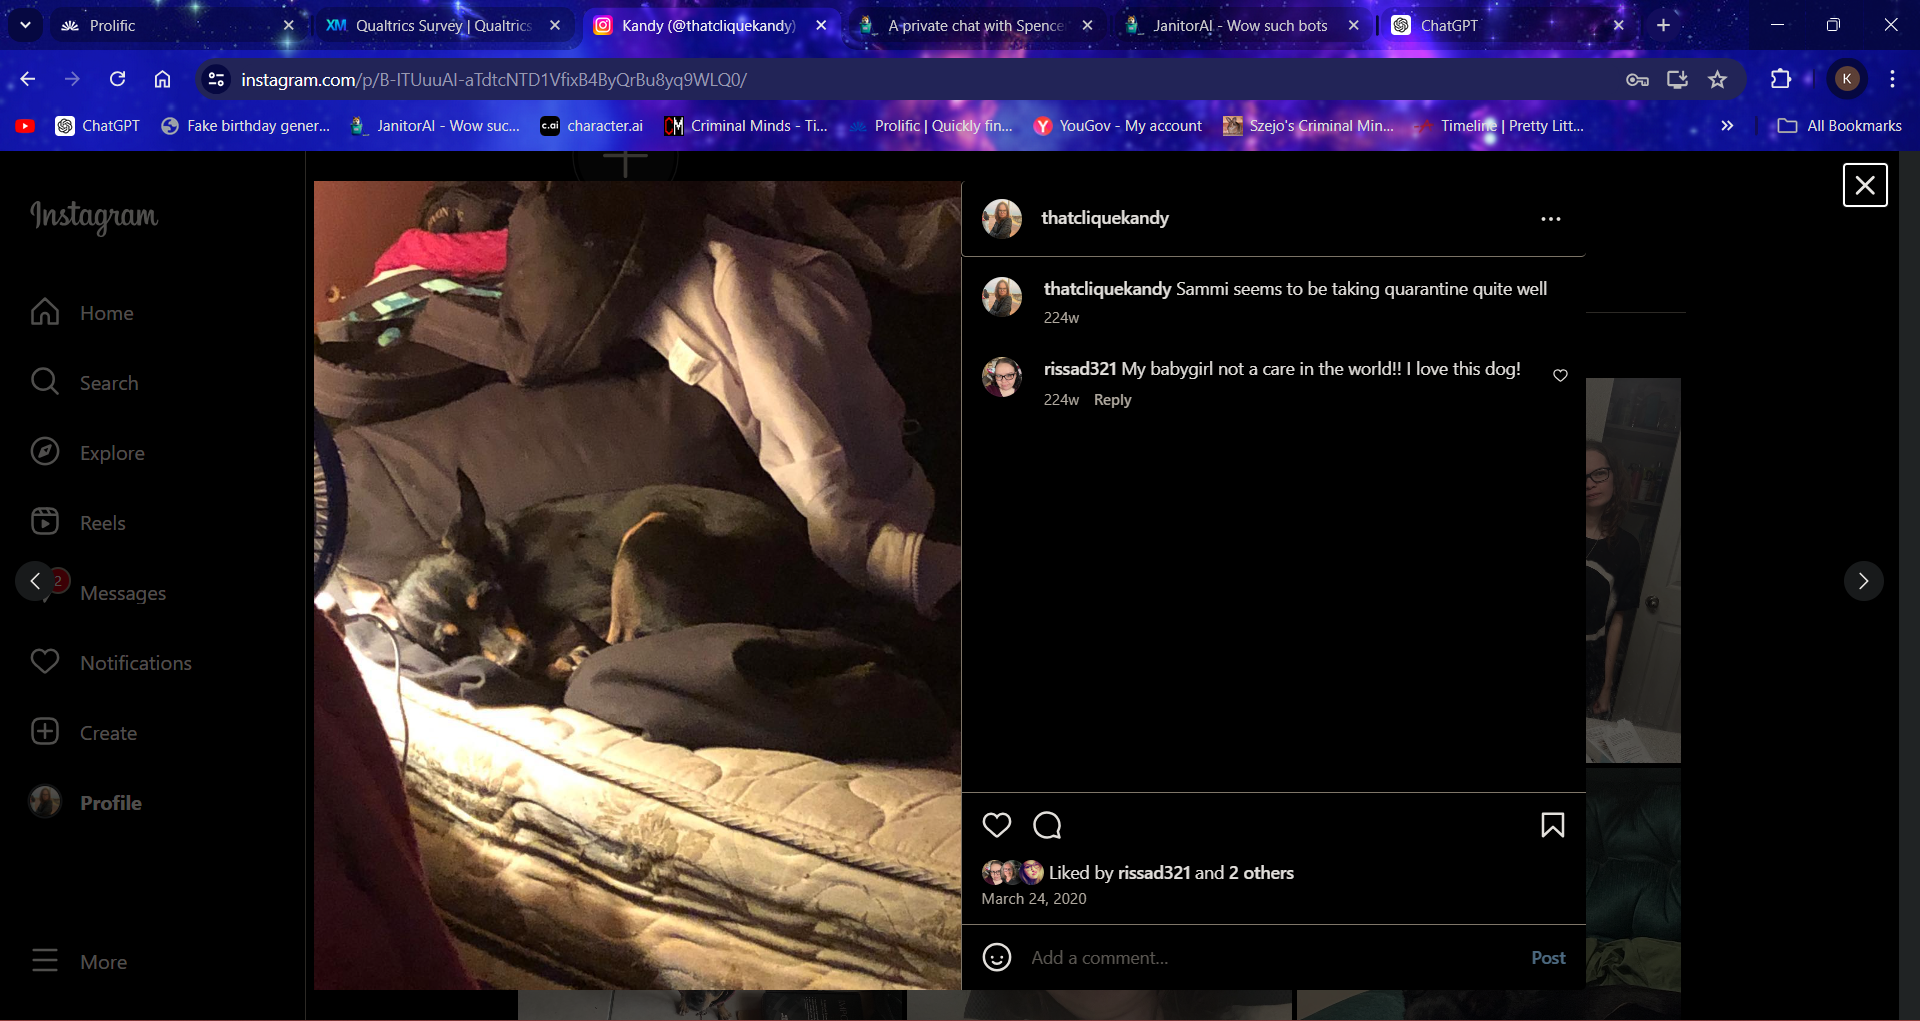 Prolific
Qualtrics Survey | Qualtrics
Kandy (@thatcliquekandy)
A private chat with Spencer
JanitorAI - Wow such bots
ChatGPT
instagram.com/p/B-ITUuuAI-aTdtcNTD1VfixB4ByQrBu8yq9WLQ0/
K
ChatGPT
Fake birthday gener...
JanitorAI - Wow suc...
c.ai character.ai
CM Criminal Minds - Ti...
Prolific | Quickly fin...
Y YouGov - My account
Szejo's Criminal Min...
Timeline | Pretty Litt...
All Bookmarks
Instagram
Home
Search
Explore
Reels
2
Messages
Notifications
Create
Profile
More
thatcliquekandy
thatcliquekandy Sammi seems to be taking quarantine quite well
224w
rissad321 My babygirl not a care in the world!! I love this dog!
224w Reply
Liked by rissad321 and 2 others
March 24, 2020
Add a comment...
Post